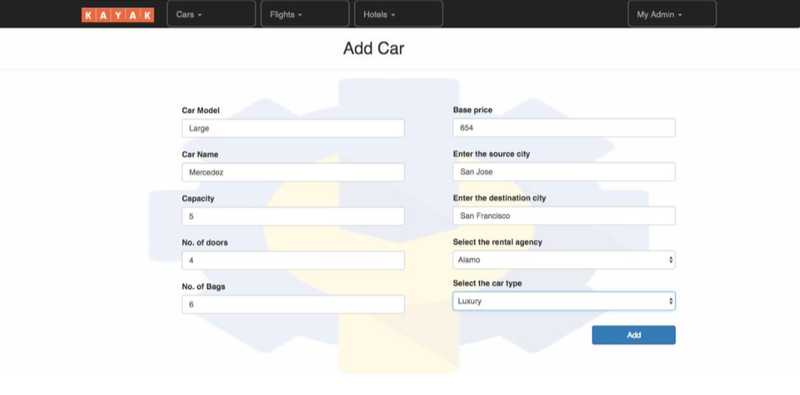 KAYAK Cars Flights Hotels My Admin
Add Car
Car Model
Large
Car Name
Mercedez
Capacity
5
No. of doors
4
No. of Bags
6
Base price
654
Enter the source city
San Jose
Enter the destination city
San Francisco
Select the rental agency
Alamo
Select the car type
Luxury
Add